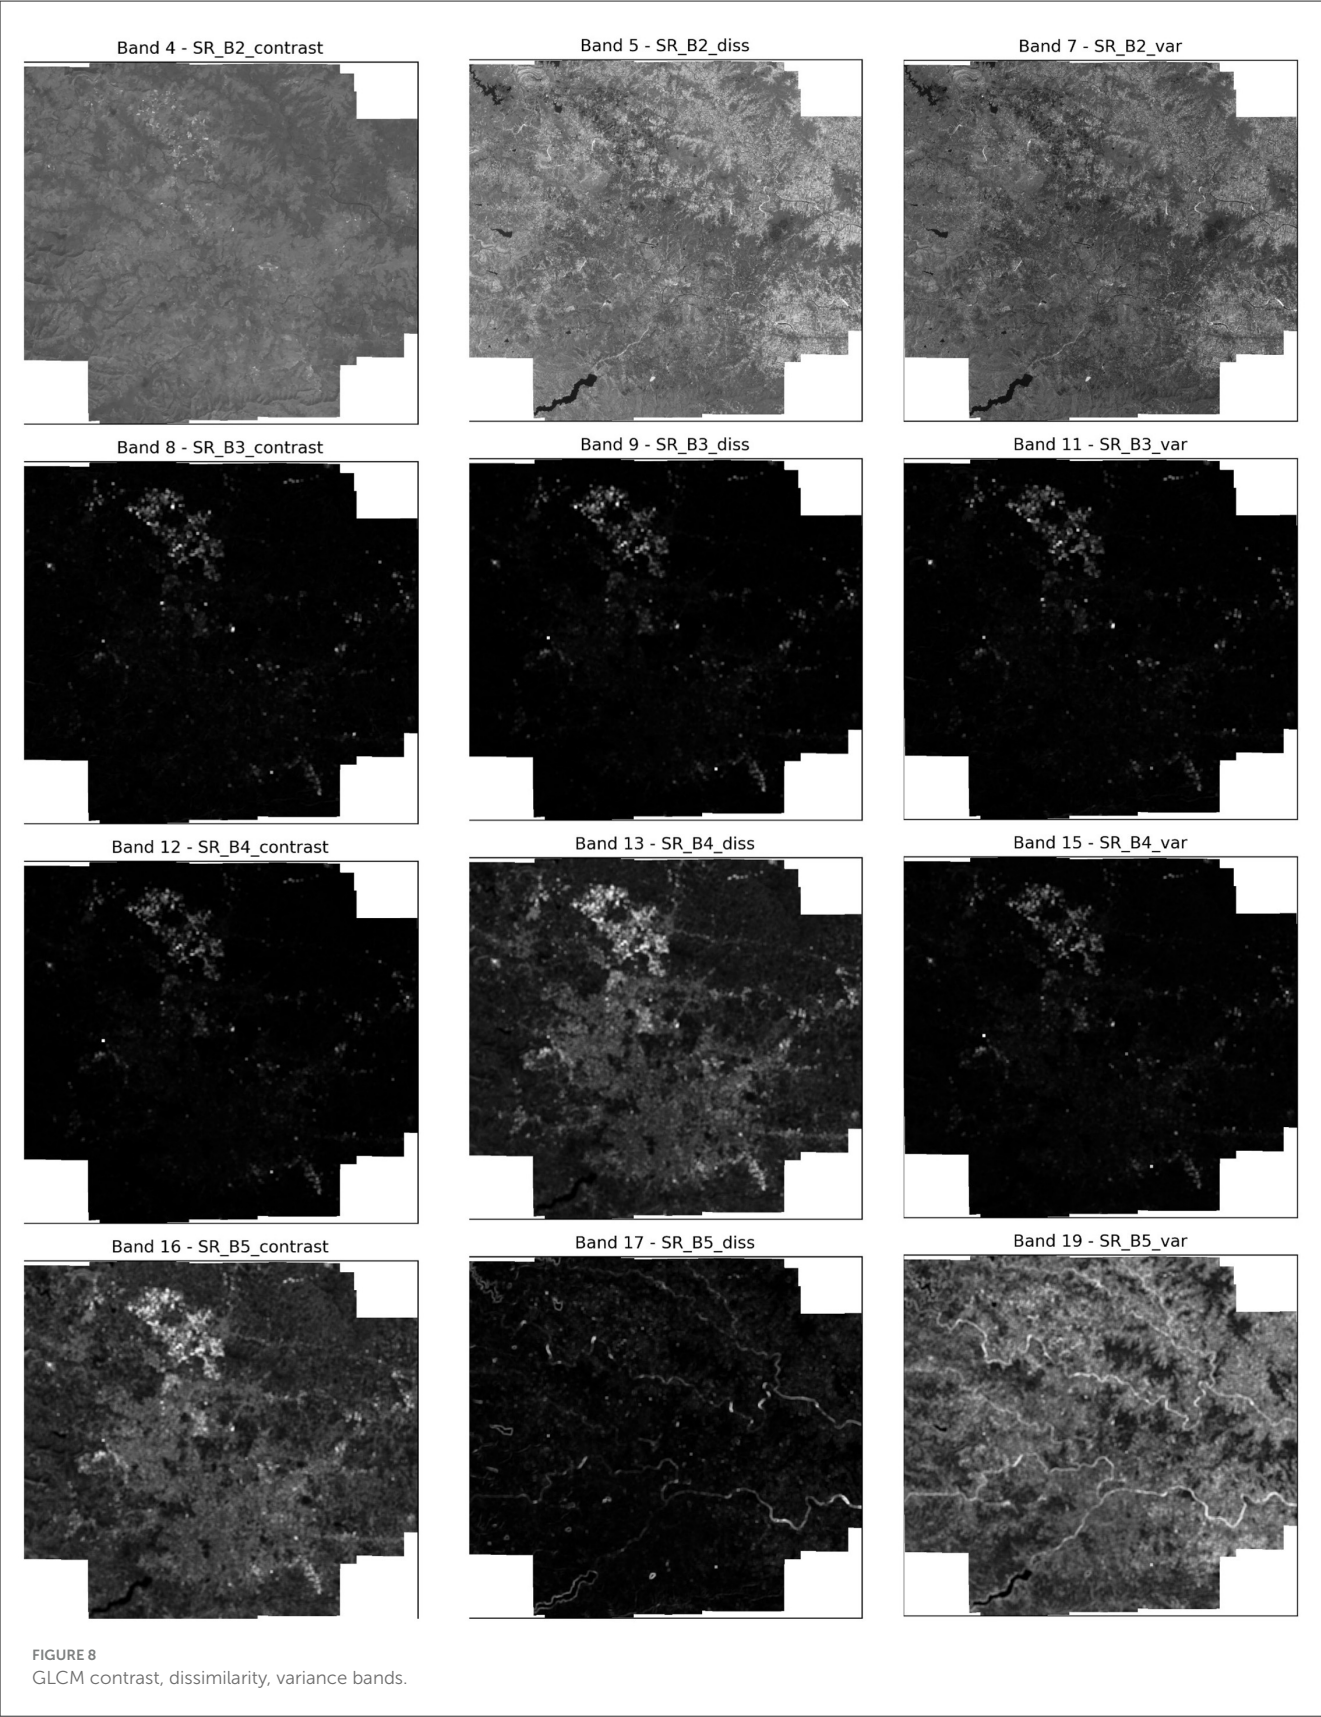 Band 4 - SR_B2_contrast
Band 5 - SR_B2_diss
Band 7 - SR_B2_var
Band 8 - SR_B3_contrast
Band 9 - SR_B3_diss
Band 11 - SR_B3_var
Band 12 - SR_B4_contrast
Band 13 - SR_B4_diss
Band 15 - SR_B4_var
Band 16 - SR_B5_contrast
Band 17 - SR_B5_diss
Band 19 - SR_B5_var
FIGURE 8
GLCM contrast, dissimilarity, variance bands.